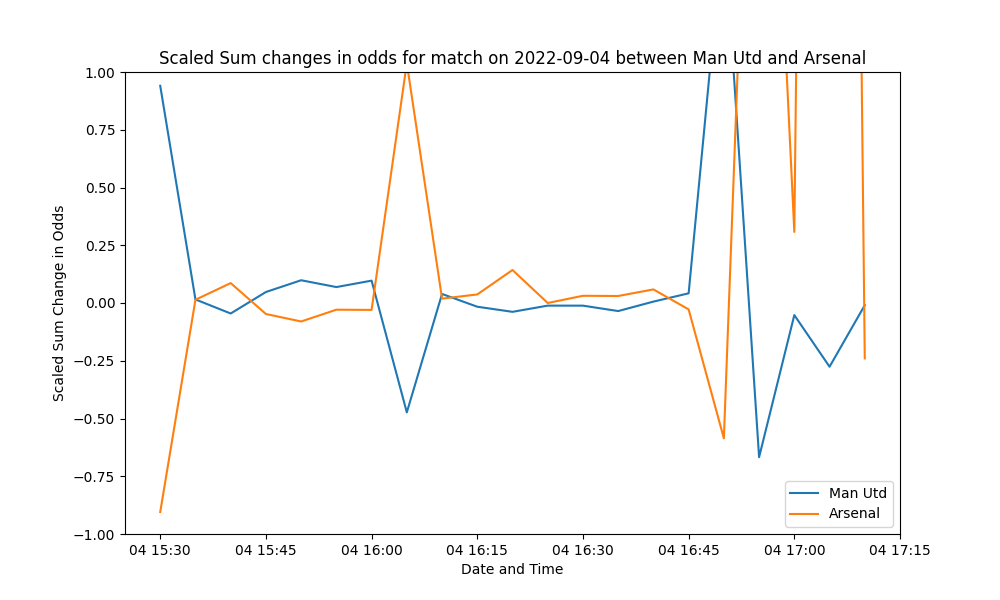 Scaled Sum changes in odds for match on 2022-09-04 between Man Utd and Arsenal
Scaled Sum Change in Odds
1.00
0.75
0.50
0.25
0.00
−0.25
−0.50
−0.75
−1.00
Man Utd
Arsenal
04 15:30 04 15:45 04 16:00 04 16:15 04 16:30 04 16:45 04 17:00 04 17:15
Date and Time